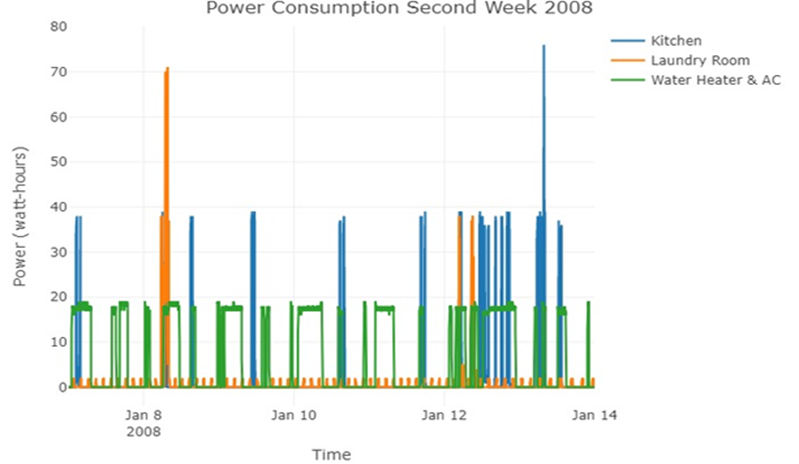 Power Consumption Second Week 2008
Kitchen
Laundry Room
Water Heater & AC
80
70
60
50
40
30
20
10
0
Power (watt-hours)
Jan 8
2008
Jan 10
Jan 12
Jan 14
Time